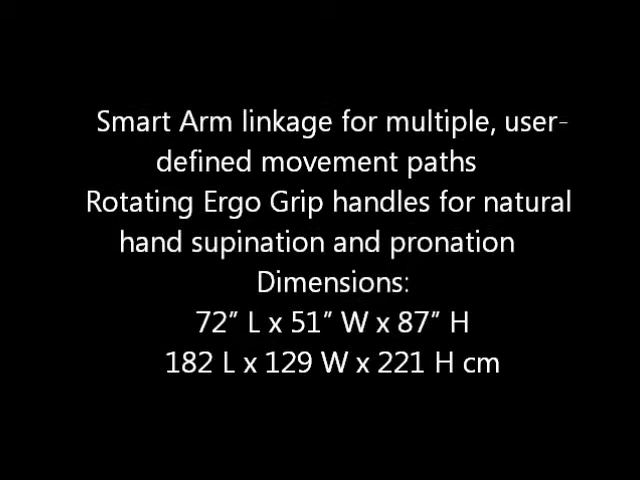 Smart Arm linkage for multiple, user-
defined movement paths
Rotating Ergo Grip handles for natural
hand supination and pronation
Dimensions:
72” L x 51” W x 87” H
182 L x 129 W x 221 H cm